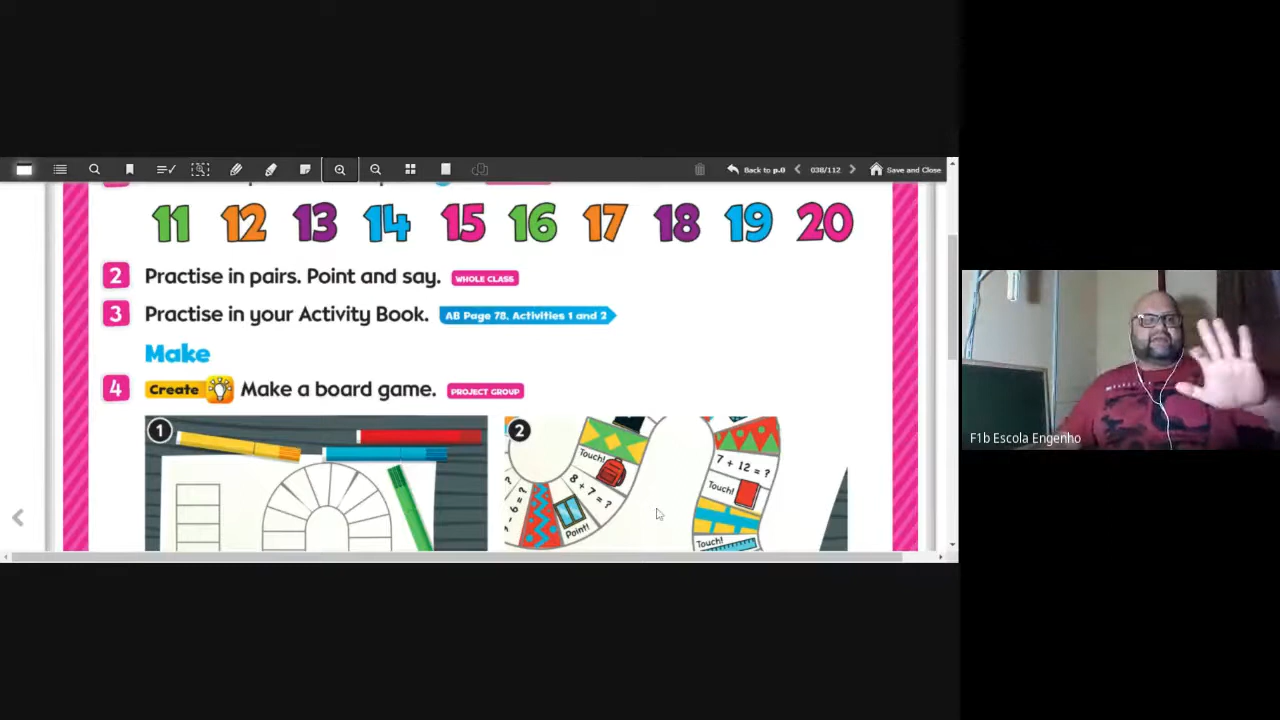 Back to p.0
038/112
Save and Close
11 12 13 14 15 16 17 18 19 20
2 Practise in pairs. Point and say. WHOLE CLASS
3 Practise in your Activity Book. AB Page 78. Activities 1 and 2
Make
4 Create Make a board game. PROJECT GROUP
1
2
Touch!
8 + 7 = ?
- 6 = ?
Point!
7 + 12 = ?
Touch!
Touch!
F1b Escola Engenho